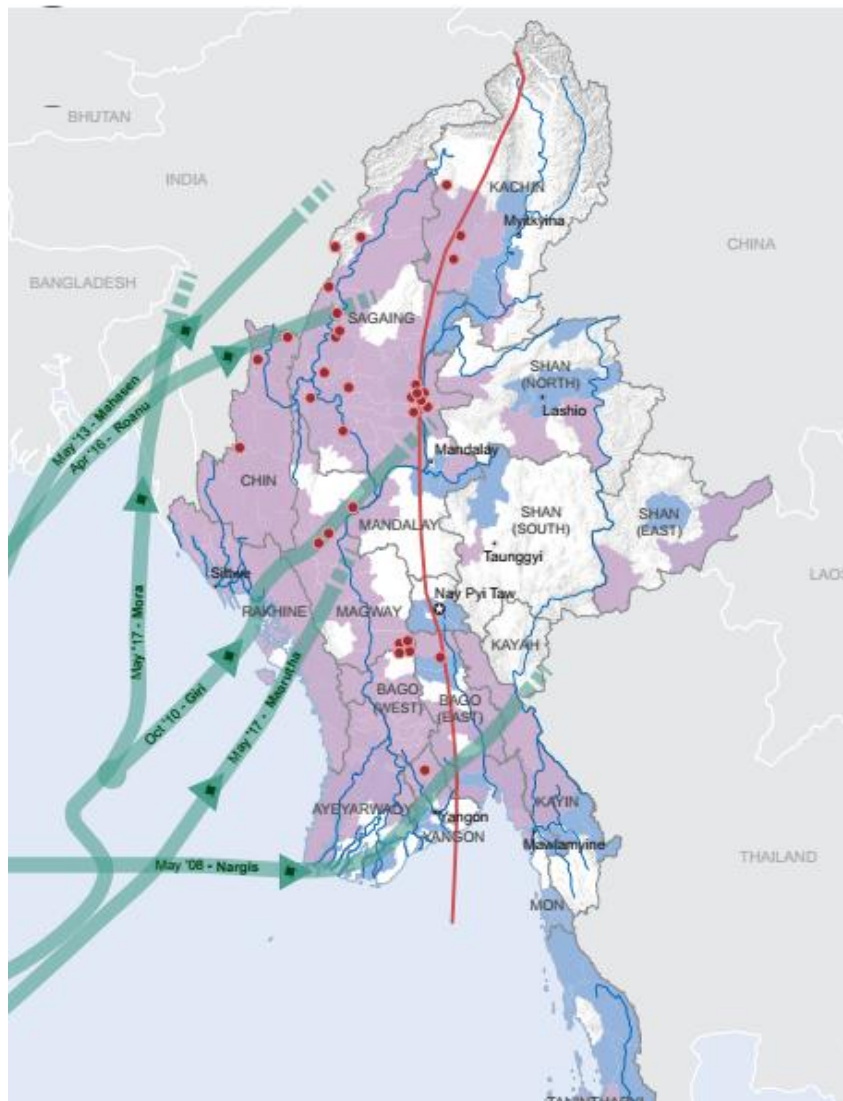 BHUTAN
INDIA
KACHIN
Myitkyina
CHINA
BANGLADESH
SAGAING
SHAN
(NORTH)
Lashio
May '13 - Mahasen
Apr '16 - Roanu
Mandalay
CHIN
MANDALAY
SHAN
(SOUTH)
SHAN
(EAST)
Taunggyi
LAOS
Sittwe
RAKHINE
MAGWAY
Nay Pyi Taw
KAYAH
May '17 - Mora
Oct '10 - Giri
May '17 - Maarutha
BAGO
(WEST)
BAGO
(EAST)
AYEYARWADY
Yangon
YANGON
KAYIN
Mawlamyine
THAILAND
May '08 - Nargis
MON
TANINTHARYI